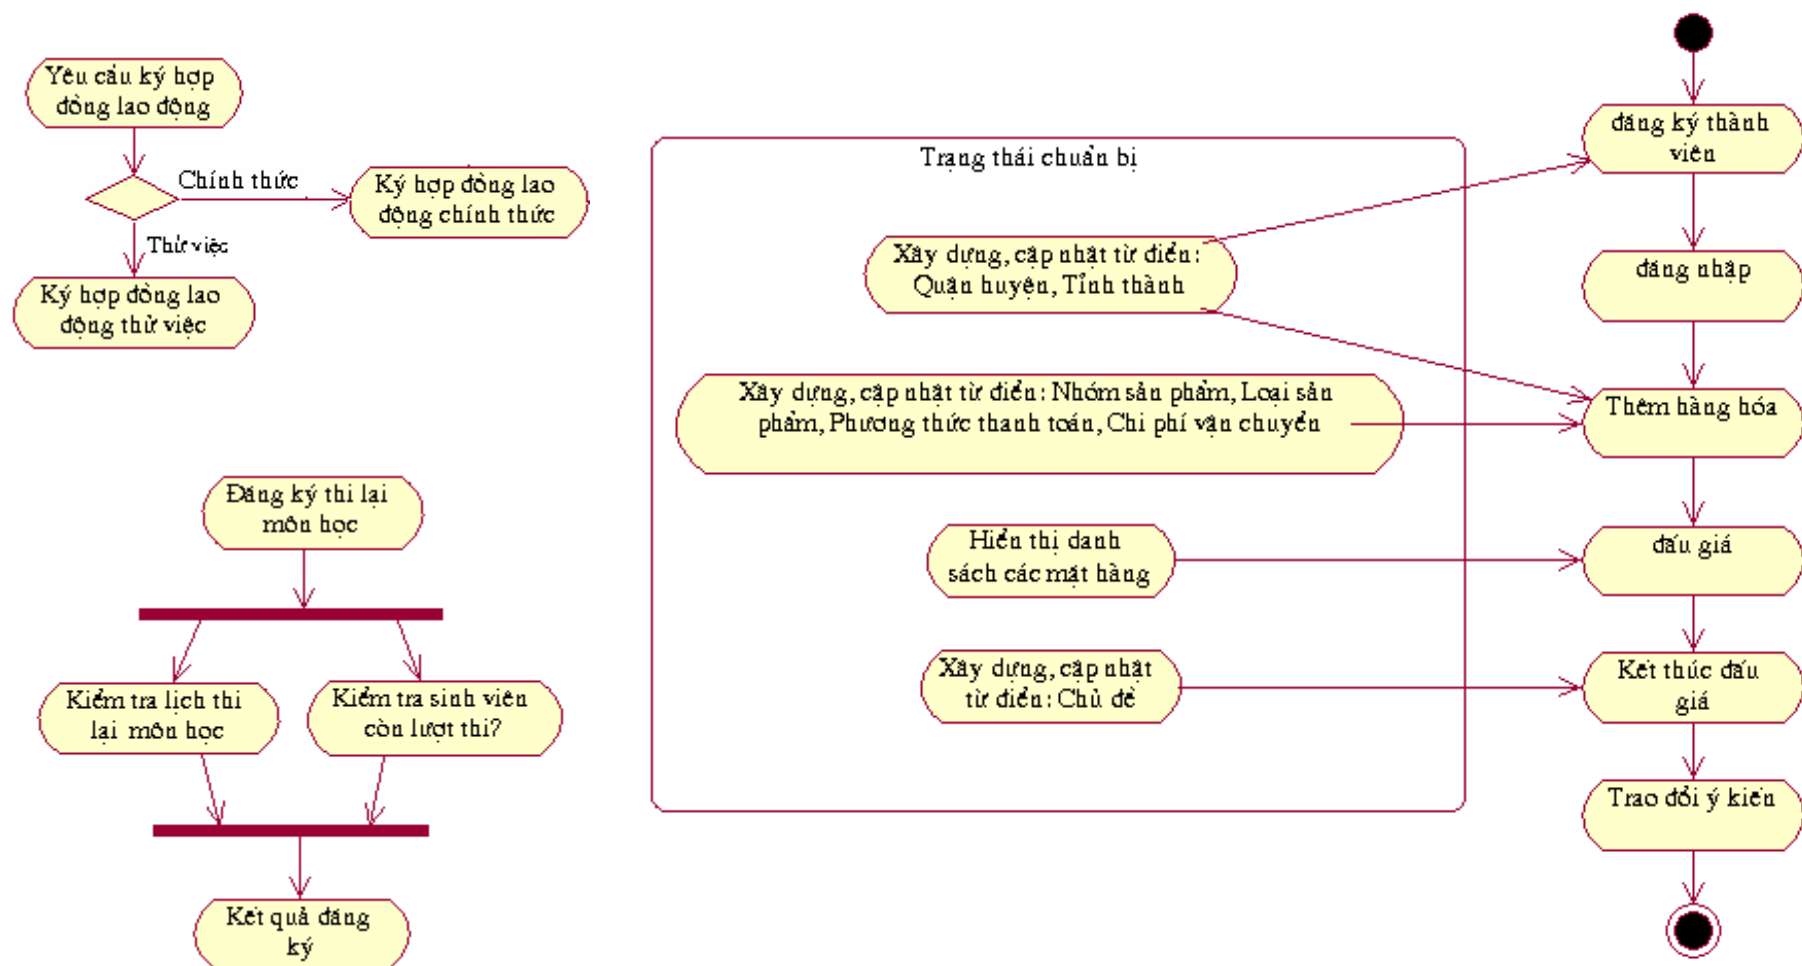 Yêu cầu ký hợp
đồng lao động
Chính thức
Ký hợp đồng lao
động chính thức
Thử việc
Ký hợp đồng lao
động thử việc
Đăng ký thi lại
môn học
Kiểm tra lịch thi
lại môn học
Kiểm tra sinh viên
còn lượt thi?
Kết quả đăng
ký
Trạng thái chuẩn bị
Xây dựng, cập nhật từ điển:
Quận huyện, Tỉnh thành
Xây dựng, cập nhật từ điển: Nhóm sản phẩm, Loại sản
phẩm, Phương thức thanh toán, Chi phí vận chuyển
Hiển thị danh
sách các mặt hàng
Xây dựng, cập nhật
từ điển: Chủ đề
đăng ký thành
viên
đăng nhập
Thêm hàng hóa
đấu giá
Kết thúc đấu
giá
Trao đổi ý kiến